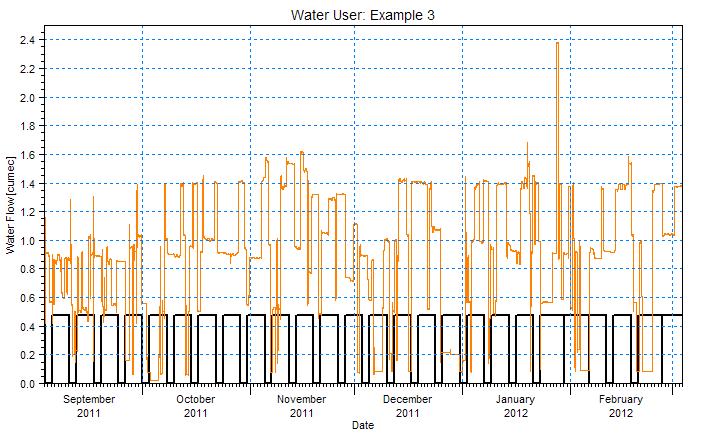 Water User: Example 3
Water Flow [cumec]
2.4
2.2
2.0
1.8
1.6
1.4
1.2
1.0
0.8
0.6
0.4
0.2
0.0
September October November December January February
2011 2011 2011 2011 2012 2012
Date